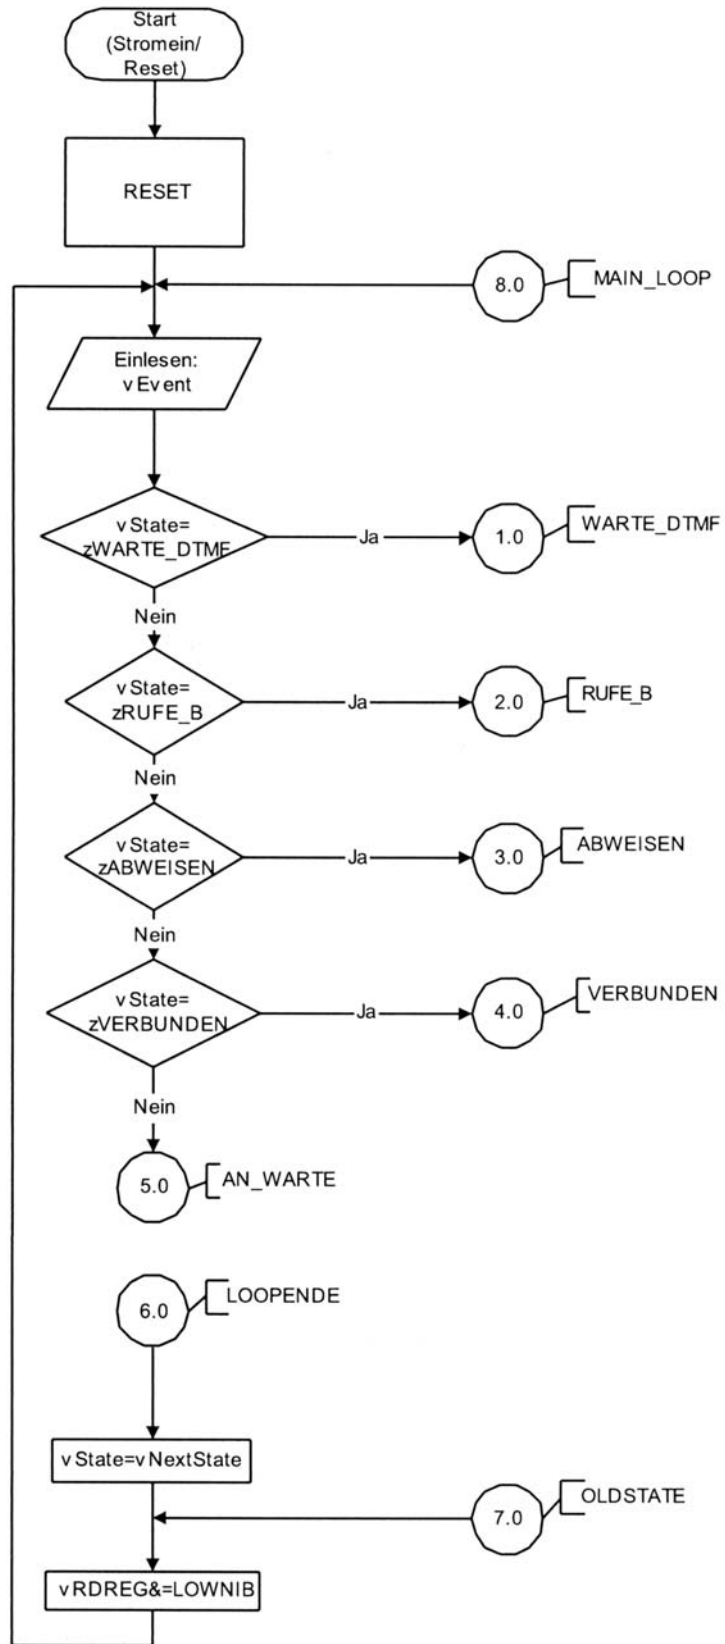 Start
(Stromein/
Reset)
RESET
8.0
MAIN_LOOP
Einlesen:
vEvent
vState=
zWARTE_DTMF
Ja
1.0
WARTE_DTMF
Nein
vState=
zRUFE_B
Ja
2.0
RUFE_B
Nein
vState=
zABWEISEN
Ja
3.0
ABWEISEN
Nein
vState=
zVERBUNDEN
Ja
4.0
VERBUNDEN
Nein
5.0
AN_WARTE
6.0
LOOPENDE
vState=vNextState
7.0
OLDSTATE
vRDREG&=LOWNIB